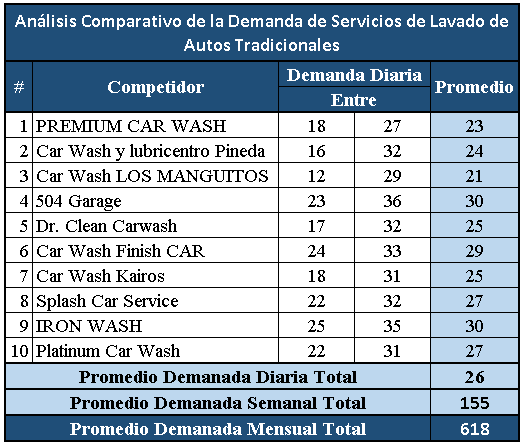 Análisis Comparativo de la Demanda de Servicios de Lavado de
Autos Tradicionales
# Competidor Demanda Diaria Promedio
Entre
1 PREMIUM CAR WASH 18 27 23
2 Car Wash y lubricentro Pineda 16 32 24
3 Car Wash LOS MANGUITOS 12 29 21
4 504 Garage 23 36 30
5 Dr. Clean Carwash 17 32 25
6 Car Wash Finish CAR 24 33 29
7 Car Wash Kairos 18 31 25
8 Splash Car Service 22 32 27
9 IRON WASH 25 35 30
10 Platinum Car Wash 22 31 27
Promedio Demanada Diaria Total 26
Promedio Demanada Semanal Total 155
Promedio Demanada Mensual Total 618